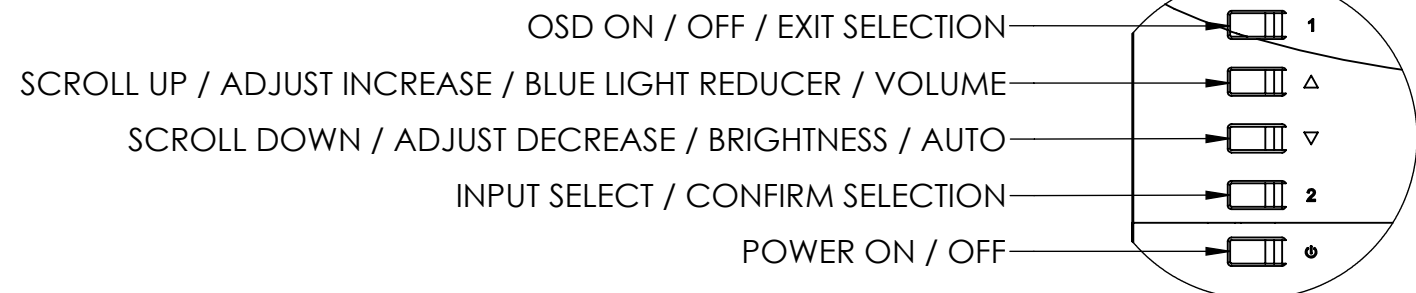 OSD ON / OFF / EXIT SELECTION 1
SCROLL UP / ADJUST INCREASE / BLUE LIGHT REDUCER / VOLUME
SCROLL DOWN / ADJUST DECREASE / BRIGHTNESS / AUTO
INPUT SELECT / CONFIRM SELECTION 2
POWER ON / OFF